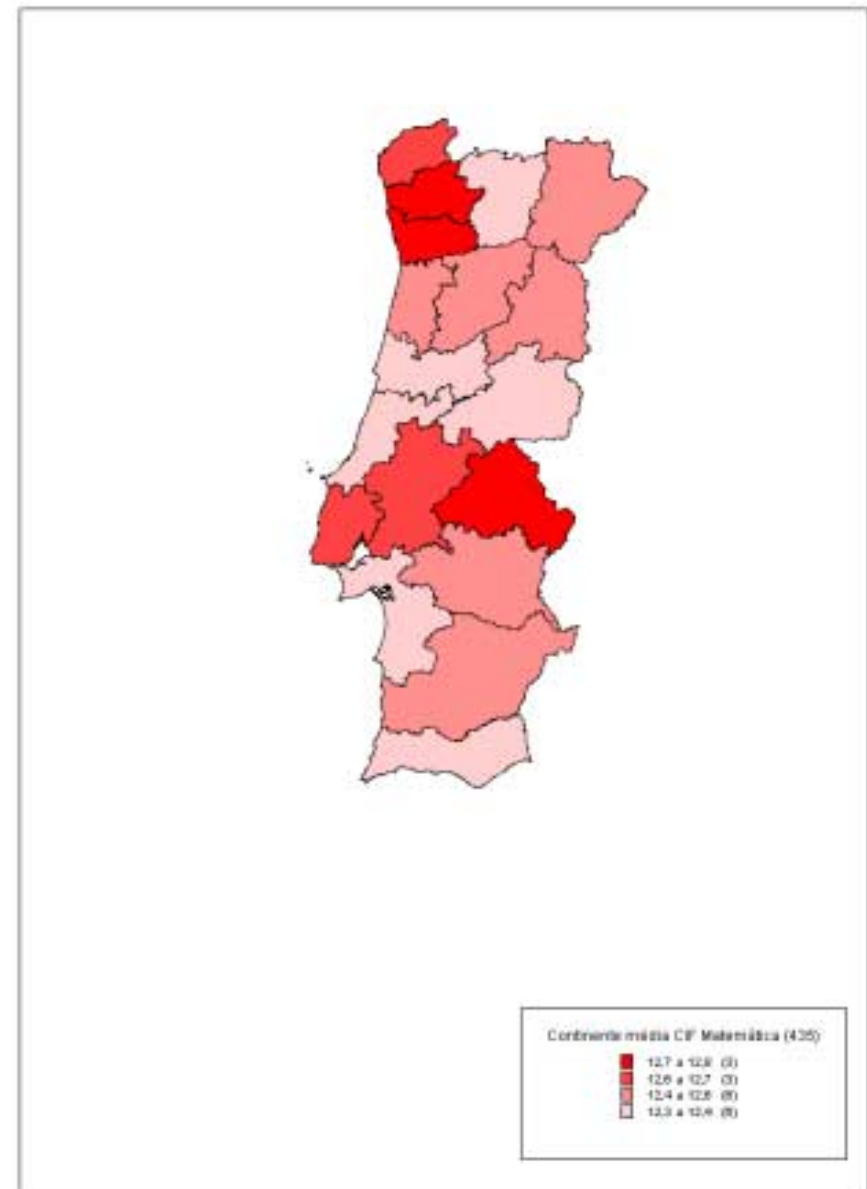 Continente média CIF Matemática (435)
12,7 a 12,8 (3)
12,6 a 12,7 (3)
12,4 a 12,6 (6)
12,3 a 12,4 (6)